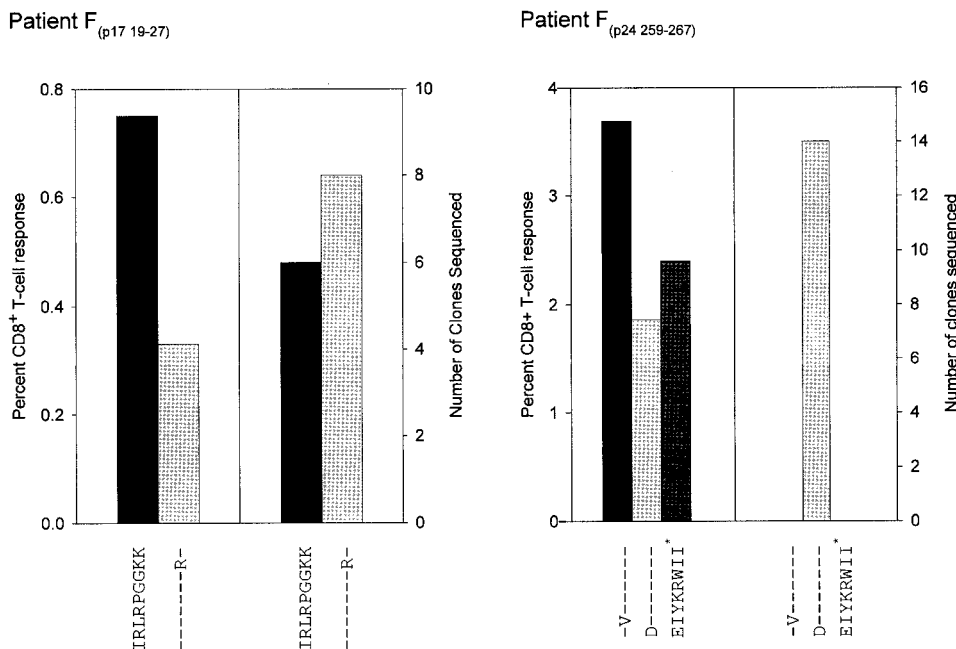 Patient F(p17 19-27)
Patient F(p24 259-267)
Percent CD8+ T-cell response
0.8
0.6
0.4
0.2
0.0
10
8
6
4
2
0
Number of Clones Sequenced
IRLRPGGKK
-------R-
IRLRPGGKK
-------R-
Percent CD8+ T-cell response
4
3
2
1
0
16
14
12
10
8
6
4
2
0
Number of clones sequenced
-V-------
D-------
EIYKRWII*
-V-------
D-------
EIYKRWII*